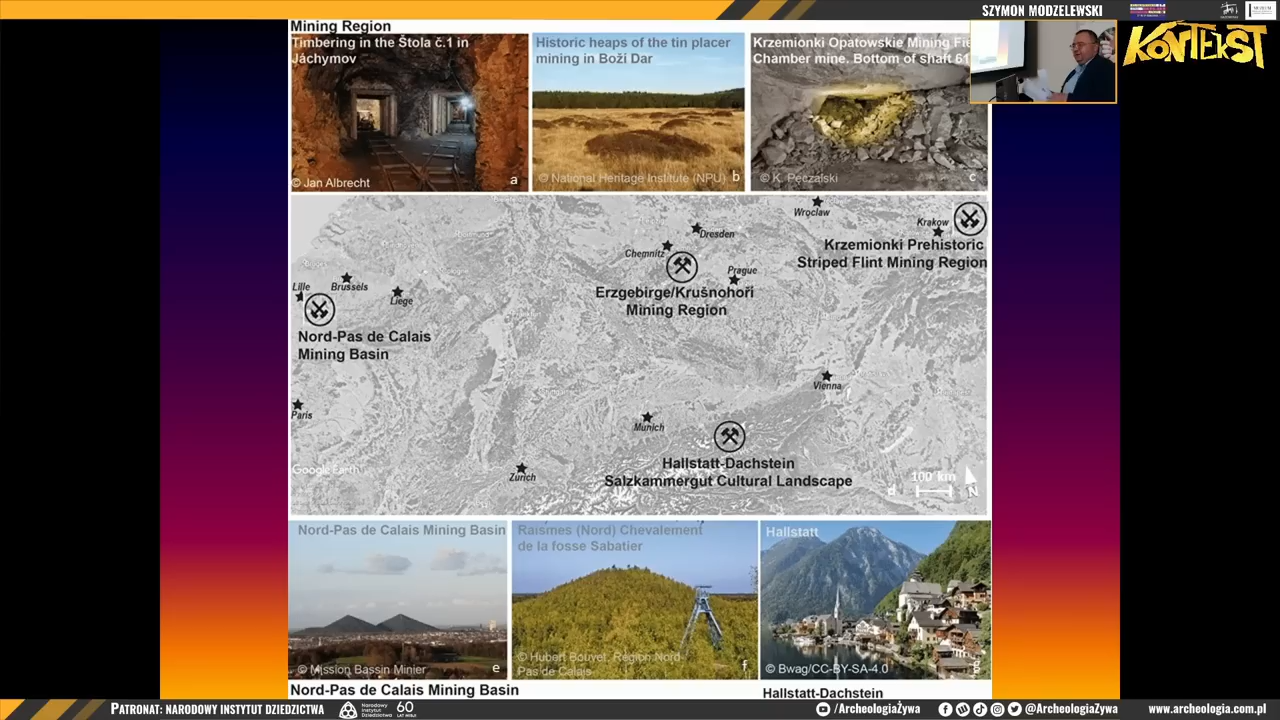 SZYMON MODZELEWSKI
KONTEKST
Mining Region
Timbering in the Štola č.1 in
Jáchymov
© Jan Albrecht
a
Historic heaps of the tin placer
mining in Boží Dar
© National Heritage Institute (NPU)
b
Krzemionki Opatowskie Mining Fie
Chamber mine. Bottom of shaft 61
© K. Pęczalski
c
Wroclaw
Krakow
Krzemionki Prehistoric
Striped Flint Mining Region
Dresden
Chemnitz
Prague
Erzgebirge/Krušnohoří
Mining Region
Lille
Brussels
Liege
Nord-Pas de Calais
Mining Basin
Paris
Vienna
Munich
Zurich
Hallstatt-Dachstein
Salzkammergut Cultural Landscape
Google Earth
d
100 km
N
Nord-Pas de Calais Mining Basin
© Mission Bassin Minier
e
Raismes (Nord) Chevalement
de la fosse Sabatier
© Hubert Bouvet, Région Nord-
Pas de Calais
f
Hallstatt
© Bwag/CC-BY-SA-4.0
Nord-Pas de Calais Mining Basin
Hallstatt-Dachstein
PATRONAT: NARODOWY INSTYTUT DZIEDZICTWA
Narodowy
Instytut
Dziedzictwa
60
/ArcheologiaŻywa
@ArcheologiaŻywa
www.archeologia.com.pl